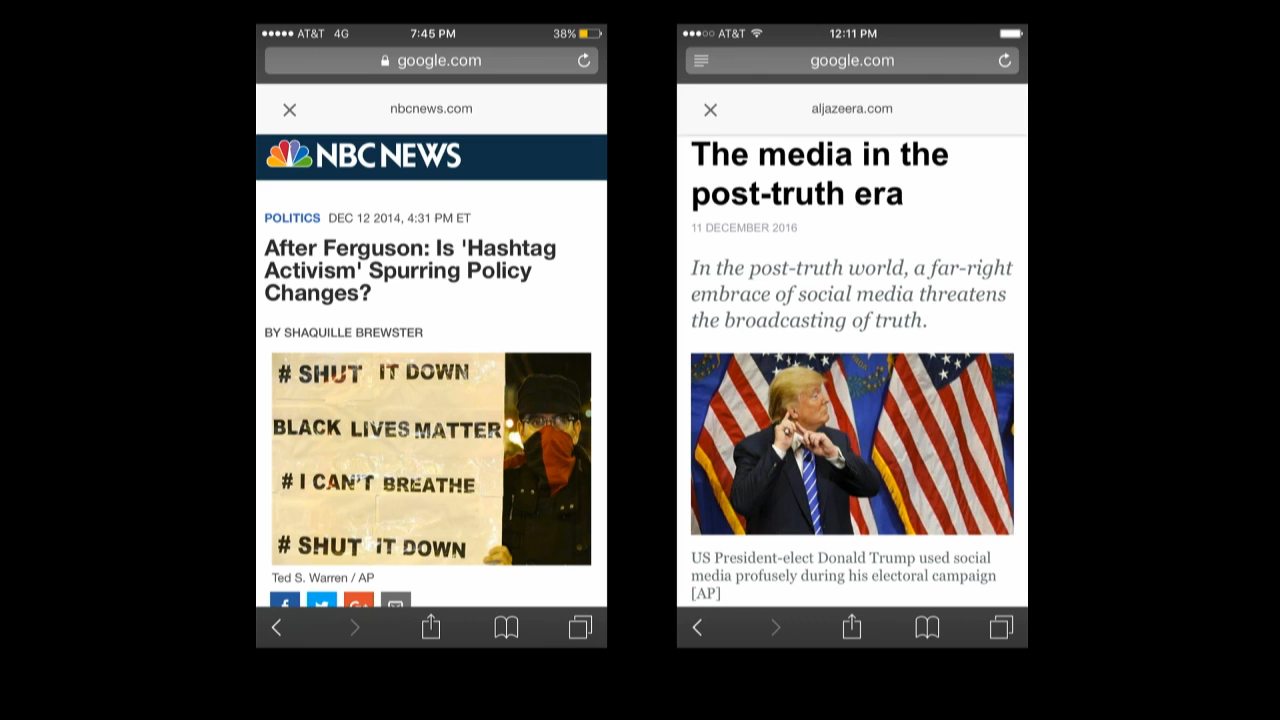 AT&T 4G 7:45 PM 38%
google.com
nbcnews.com
NBC NEWS
POLITICS DEC 12 2014, 4:31 PM ET
After Ferguson: Is 'Hashtag
Activism' Spurring Policy
Changes?
BY SHAQUILLE BREWSTER
# SHUT IT DOWN
BLACK LIVES MATTER
# I CAN'T BREATHE
# SHUT IT DOWN
Ted S. Warren / AP
f G+
AT&T 12:11 PM
google.com
aljazeera.com
The media in the
post-truth era
11 DECEMBER 2016
In the post-truth world, a far-right
embrace of social media threatens
the broadcasting of truth.
US President-elect Donald Trump used social
media profusely during his electoral campaign
[AP]